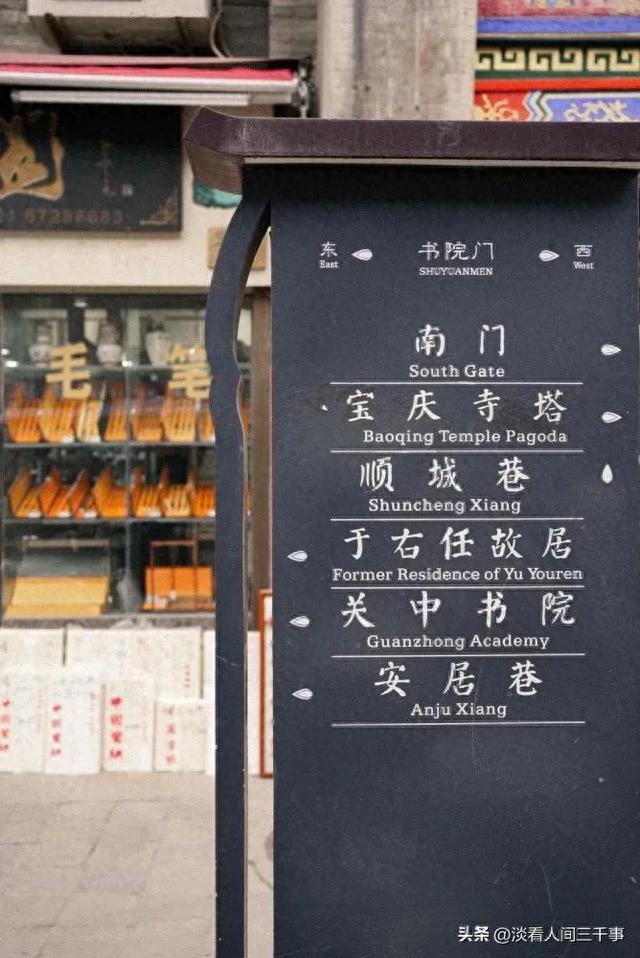 67286683
毛 笔
东 书院门 西
East SHUYUANMEN West
南门
South Gate
宝庆寺塔
Baoqing Temple Pagoda
顺城巷
Shuncheng Xiang
于右任故居
Former Residence of Yu Youren
关中书院
Guanzhong Academy
安居巷
Anju Xiang
头条 @淡看人间三千事